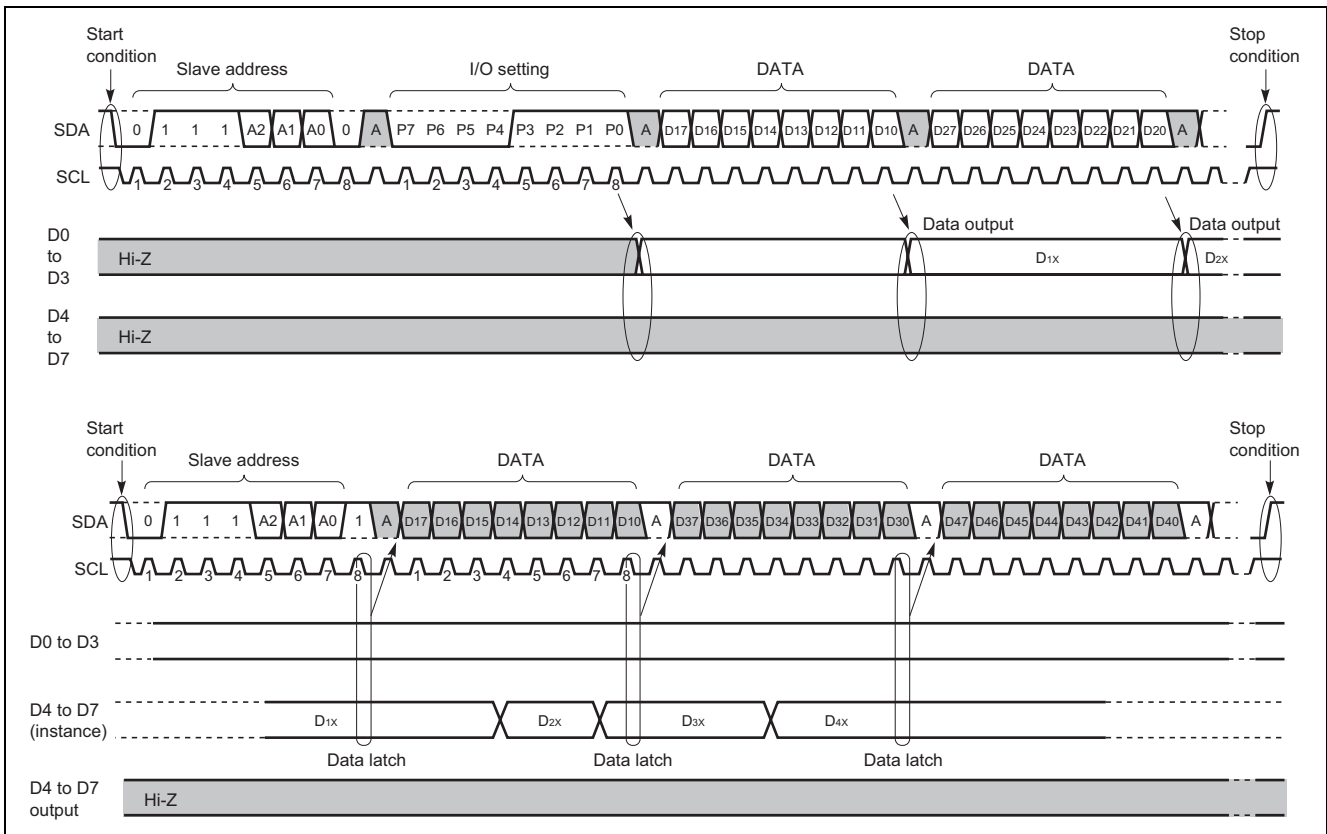 Start condition
Stop condition
Slave address
I/O setting
DATA
DATA
SDA
0 1 1 1 A2 A1 A0 0 A P7 P6 P5 P4 P3 P2 P1 P0 A D17 D16 D15 D14 D13 D12 D11 D10 A D27 D26 D25 D24 D23 D22 D21 D20 A
SCL
1 2 3 4 5 6 7 8 1 2 3 4 5 6 7 8
Data output
Data output
D0 to D3
Hi-Z
D1X
D2X
D4 to D7
Hi-Z
Start condition
Stop condition
Slave address
DATA
DATA
DATA
SDA
0 1 1 1 A2 A1 A0 1 A D17 D16 D15 D14 D13 D12 D11 D10 A D37 D36 D35 D34 D33 D32 D31 D30 A D47 D46 D45 D44 D43 D42 D41 D40 A
SCL
1 2 3 4 5 6 7 8 1 2 3 4 5 6 7 8
D0 to D3
D4 to D7 (instance)
D1X
D2X
D3X
D4X
Data latch
Data latch
Data latch
D4 to D7 output
Hi-Z